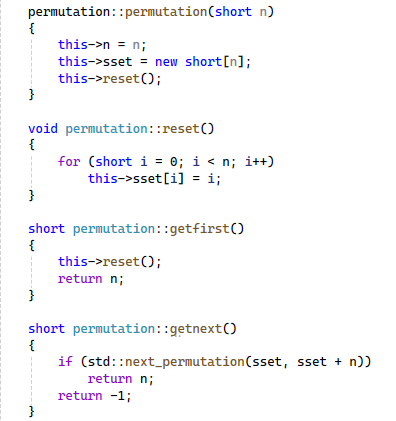 permutation::permutation(short n)
{
this->n = n;
this->sset = new short[n];
this->reset();
}
void permutation::reset()
{
for (short i = 0; i < n; i++)
this->sset[i] = i;
}
short permutation::getfirst()
{
this->reset();
return n;
}
short permutation::getnext()
{
if (std::next_permutation(sset, sset + n))
return n;
return -1;
}